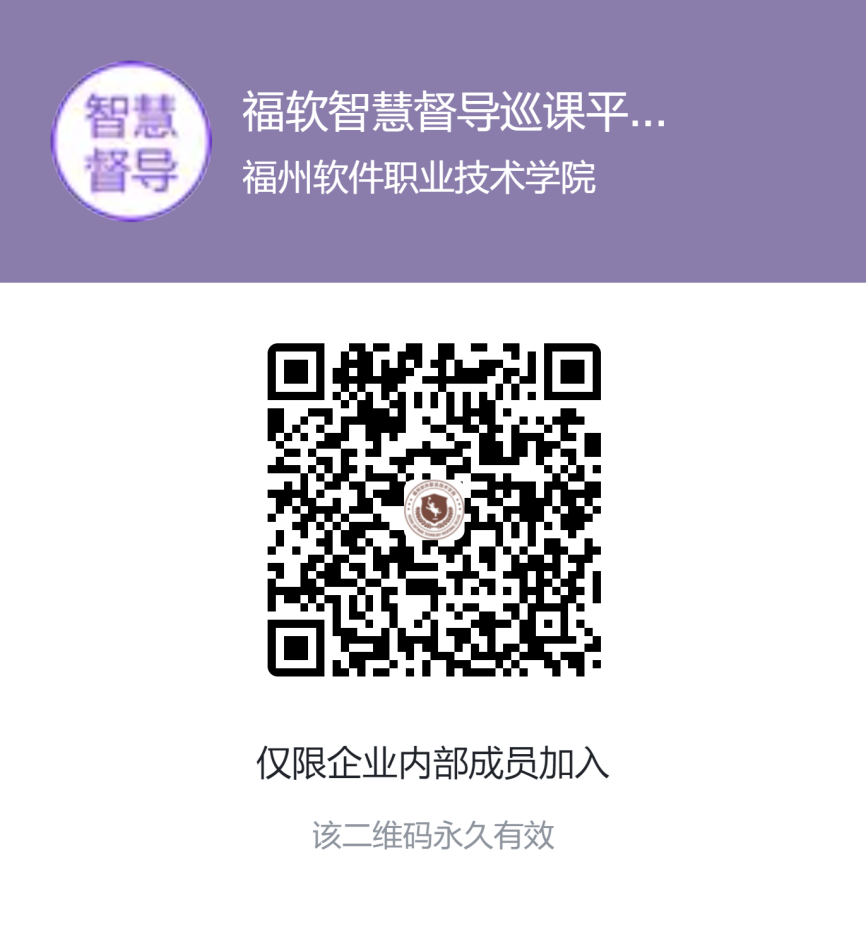 智慧
督导
福软智慧督导巡课平...
福州软件职业技术学院
仅限企业内部成员加入
该二维码永久有效